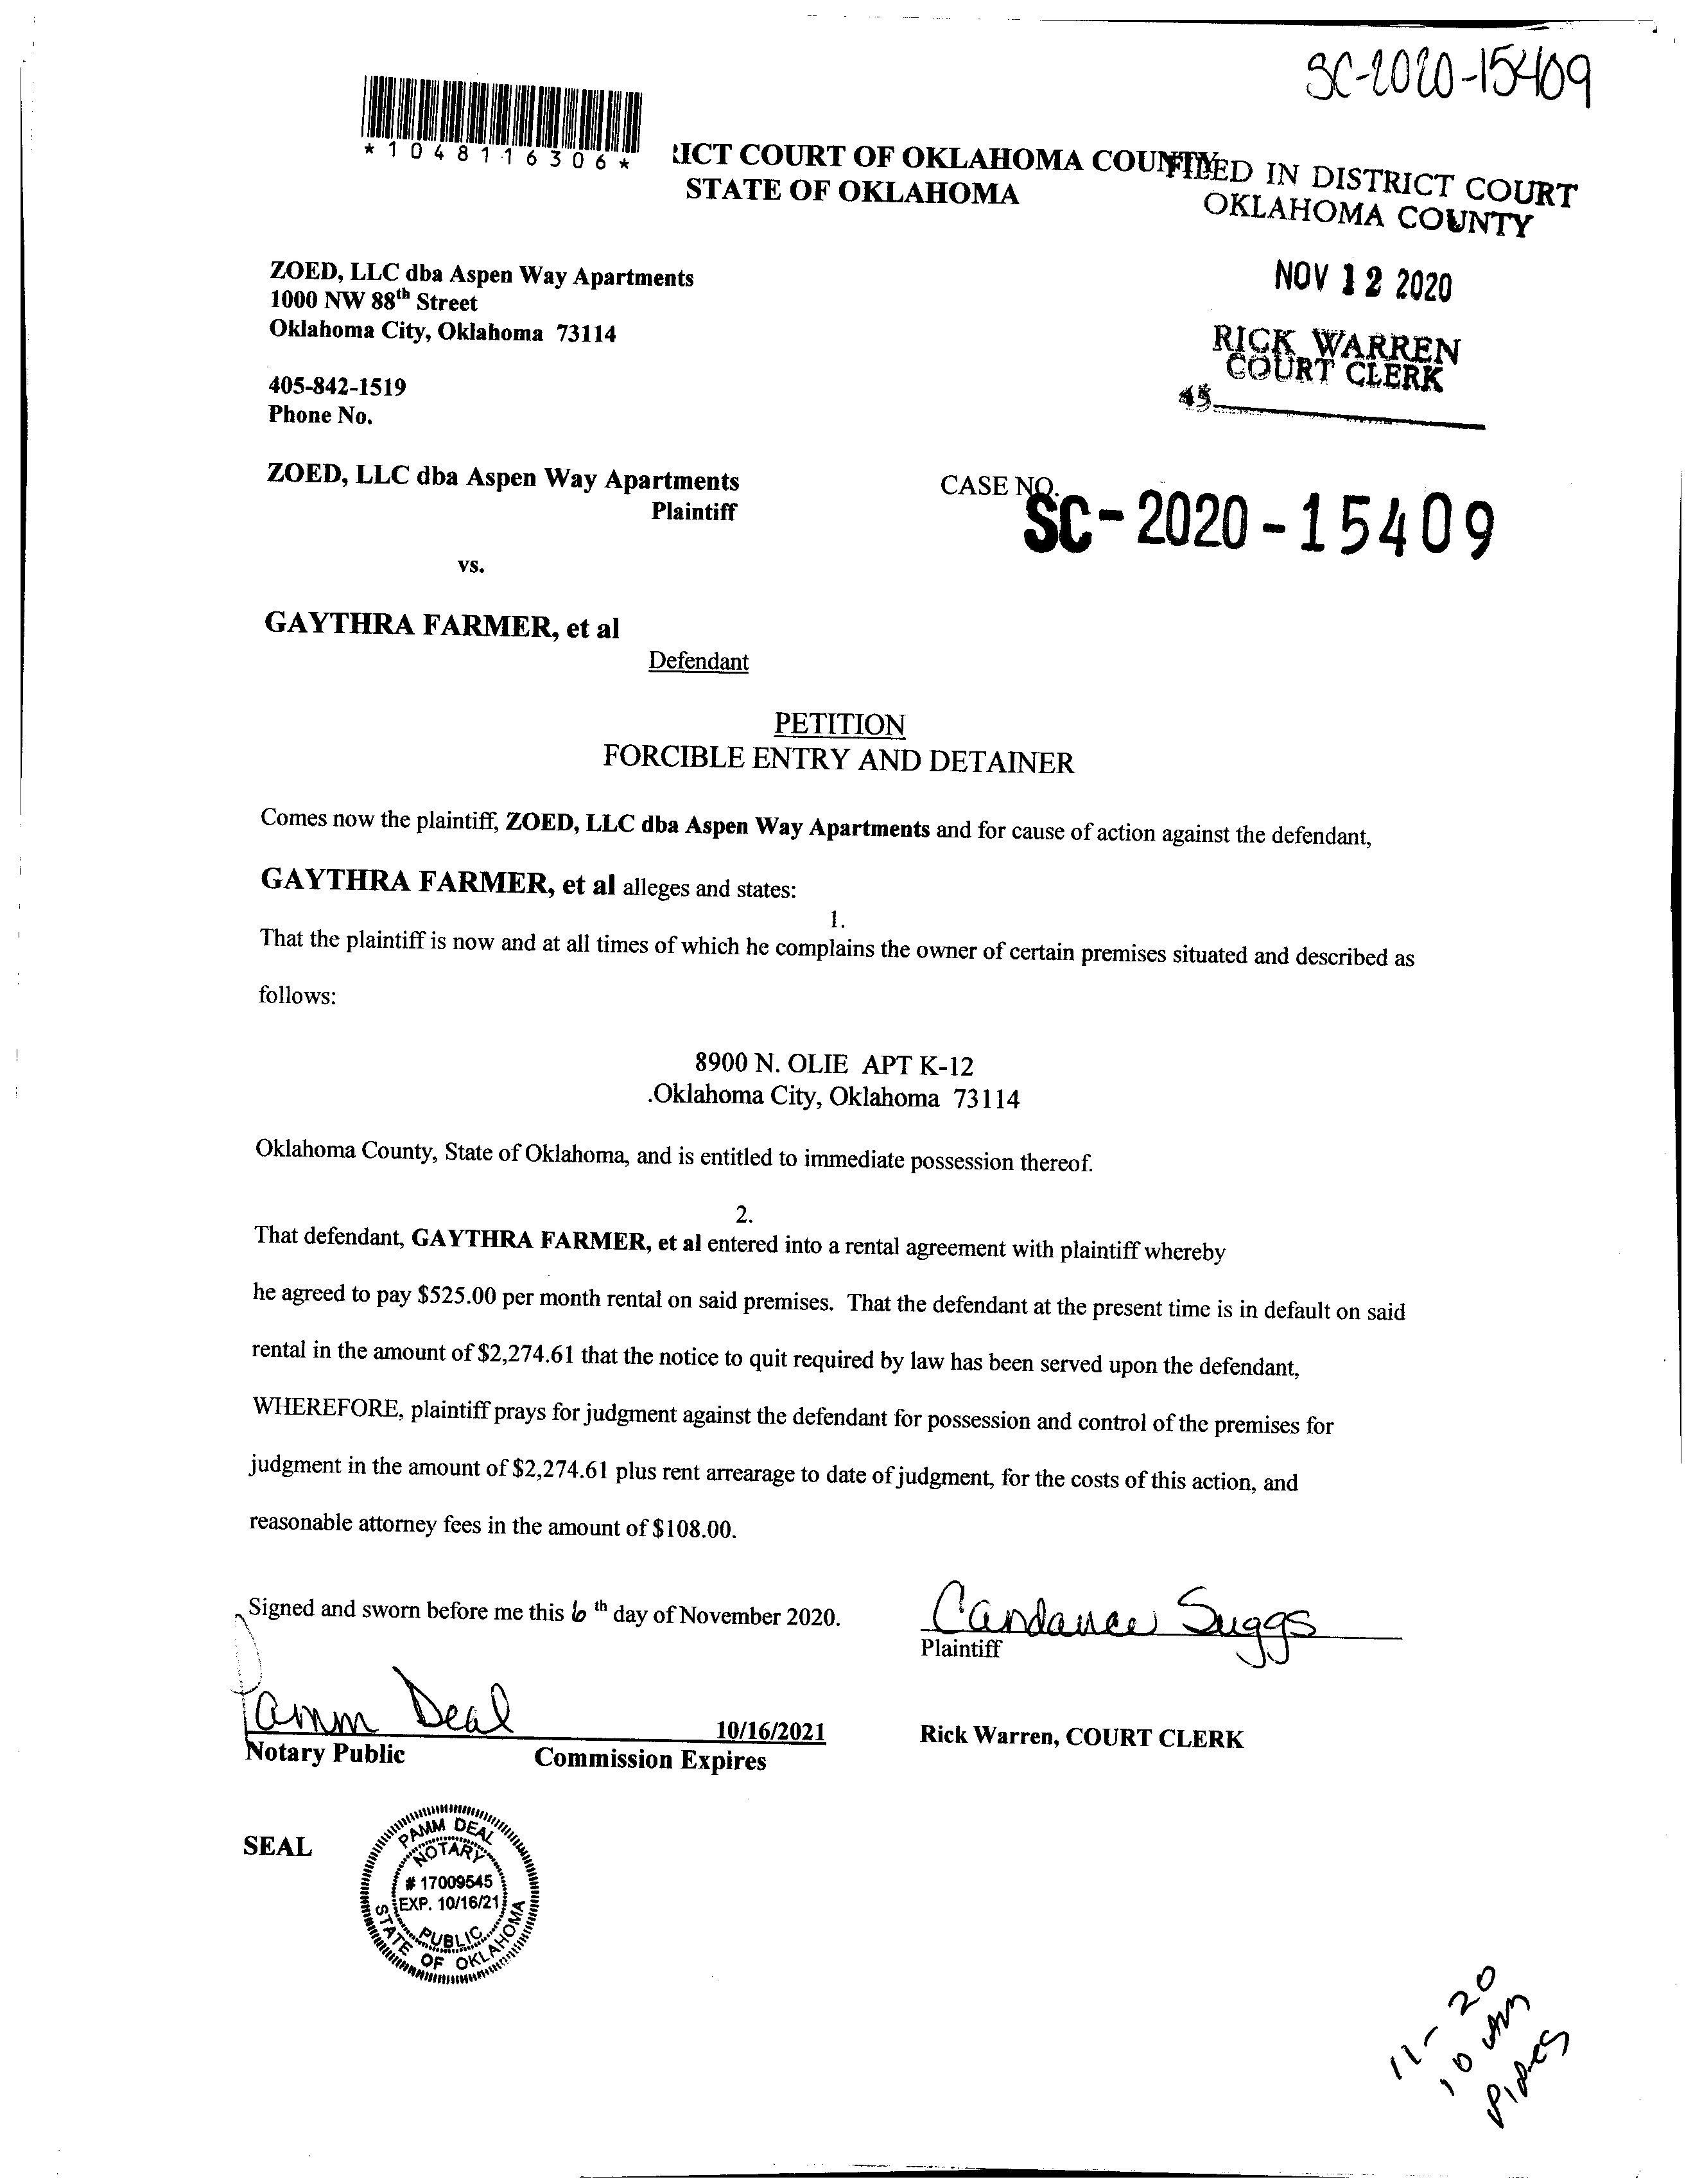 SC-2020-15409
*1048116306*
RICT COURT OF OKLAHOMA COUNTY
STATE OF OKLAHOMA
FILED IN DISTRICT COURT
OKLAHOMA COUNTY
NOV 12 2020
RICK WARREN
COURT CLERK
45
ZOED, LLC dba Aspen Way Apartments
1000 NW 88th Street
Oklahoma City, Oklahoma 73114
405-842-1519
Phone No.
ZOED, LLC dba Aspen Way Apartments
Plaintiff
CASE NO.
SC-2020-15409
vs.
GAYTHRA FARMER, et al
Defendant
PETITION
FORCIBLE ENTRY AND DETAINER
Comes now the plaintiff, ZOED, LLC dba Aspen Way Apartments and for cause of action against the defendant,
GAYTHRA FARMER, et al alleges and states:
1.
That the plaintiff is now and at all times of which he complains the owner of certain premises situated and described as
follows:
8900 N. OLIE APT K-12
.Oklahoma City, Oklahoma 73114
Oklahoma County, State of Oklahoma, and is entitled to immediate possession thereof.
2.
That defendant, GAYTHRA FARMER, et al entered into a rental agreement with plaintiff whereby
he agreed to pay $525.00 per month rental on said premises. That the defendant at the present time is in default on said
rental in the amount of $2,274.61 that the notice to quit required by law has been served upon the defendant,
WHEREFORE, plaintiff prays for judgment against the defendant for possession and control of the premises for
judgment in the amount of $2,274.61 plus rent arrearage to date of judgment, for the costs of this action, and
reasonable attorney fees in the amount of $108.00.
Signed and sworn before me this 6 th day of November 2020.
Candance Suggs
Plaintiff
Pamm Deal
10/16/2021
Notary Public Commission Expires
Rick Warren, COURT CLERK
SEAL
PAMM DEAL
NOTARY
# 17009545
EXP. 10/16/21
PUBLIC
STATE OF OKLAHOMA
11-20
10 am